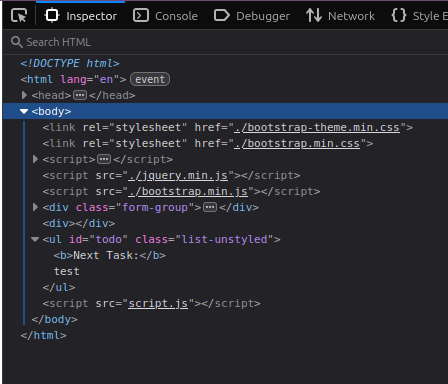 Inspector Console Debugger Network Style E
Search HTML
<!DOCTYPE html>
<html lang="en"> event
<head> ··· </head>
<body>
<link rel="stylesheet" href="./bootstrap-theme.min.css">
<link rel="stylesheet" href="./bootstrap.min.css">
<script> ··· </script>
<script src="./jquery.min.js"></script>
<script src="./bootstrap.min.js"></script>
<div class="form-group"> ··· </div>
<div></div>
<ul id="todo" class="list-unstyled">
<b>Next Task:</b>
test
</ul>
<script src="script.js"></script>
</body>
</html>